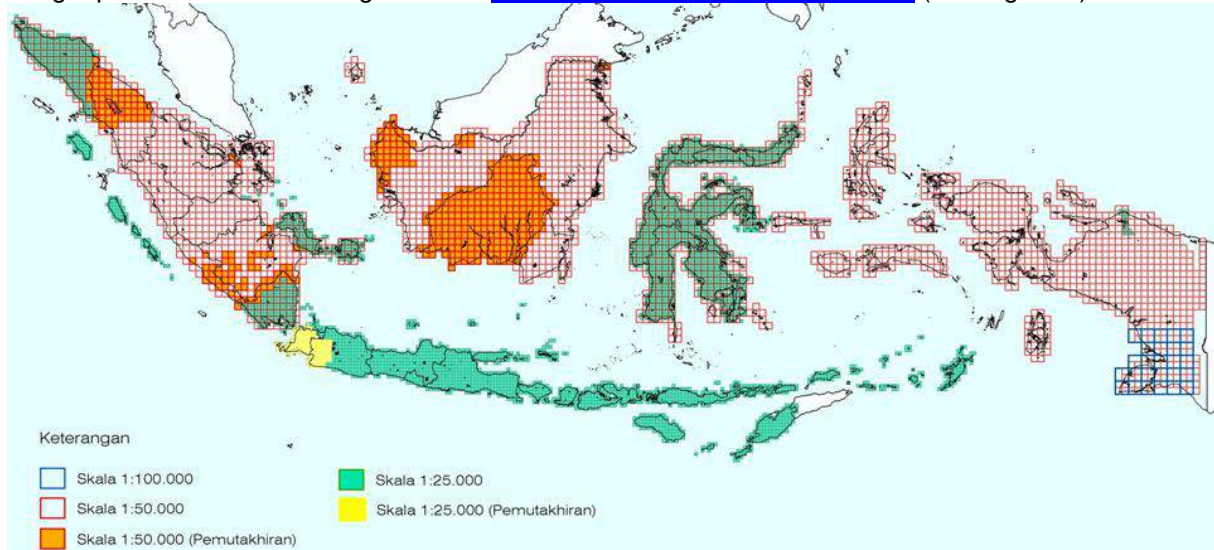 Keterangan
Skala 1:100.000
Skala 1:50.000
Skala 1:50.000 (Pemutakhiran)
Skala 1:25.000
Skala 1:25.000 (Pemutakhiran)